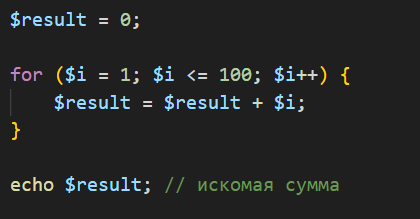 $result = 0;
for ($i = 1; $i <= 100; $i++) {
$result = $result + $i;
}
echo $result; // искомая сумма